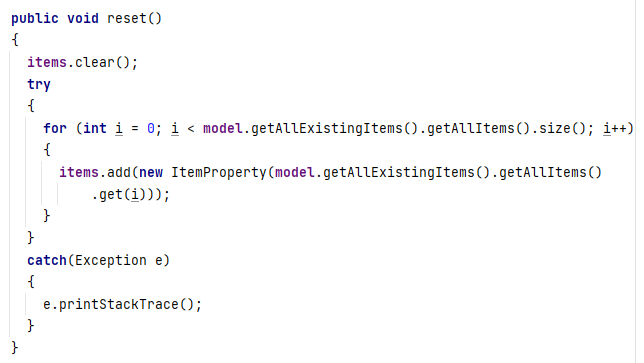 public void reset()
{
  items.clear();
  try
  {
    for (int i = 0; i < model.getAllExistingItems().getAllItems().size(); i++)
    {
      items.add(new ItemProperty(model.getAllExistingItems().getAllItems()
          .get(i)));
    }
  }
  catch(Exception e)
  {
    e.printStackTrace();
  }
}